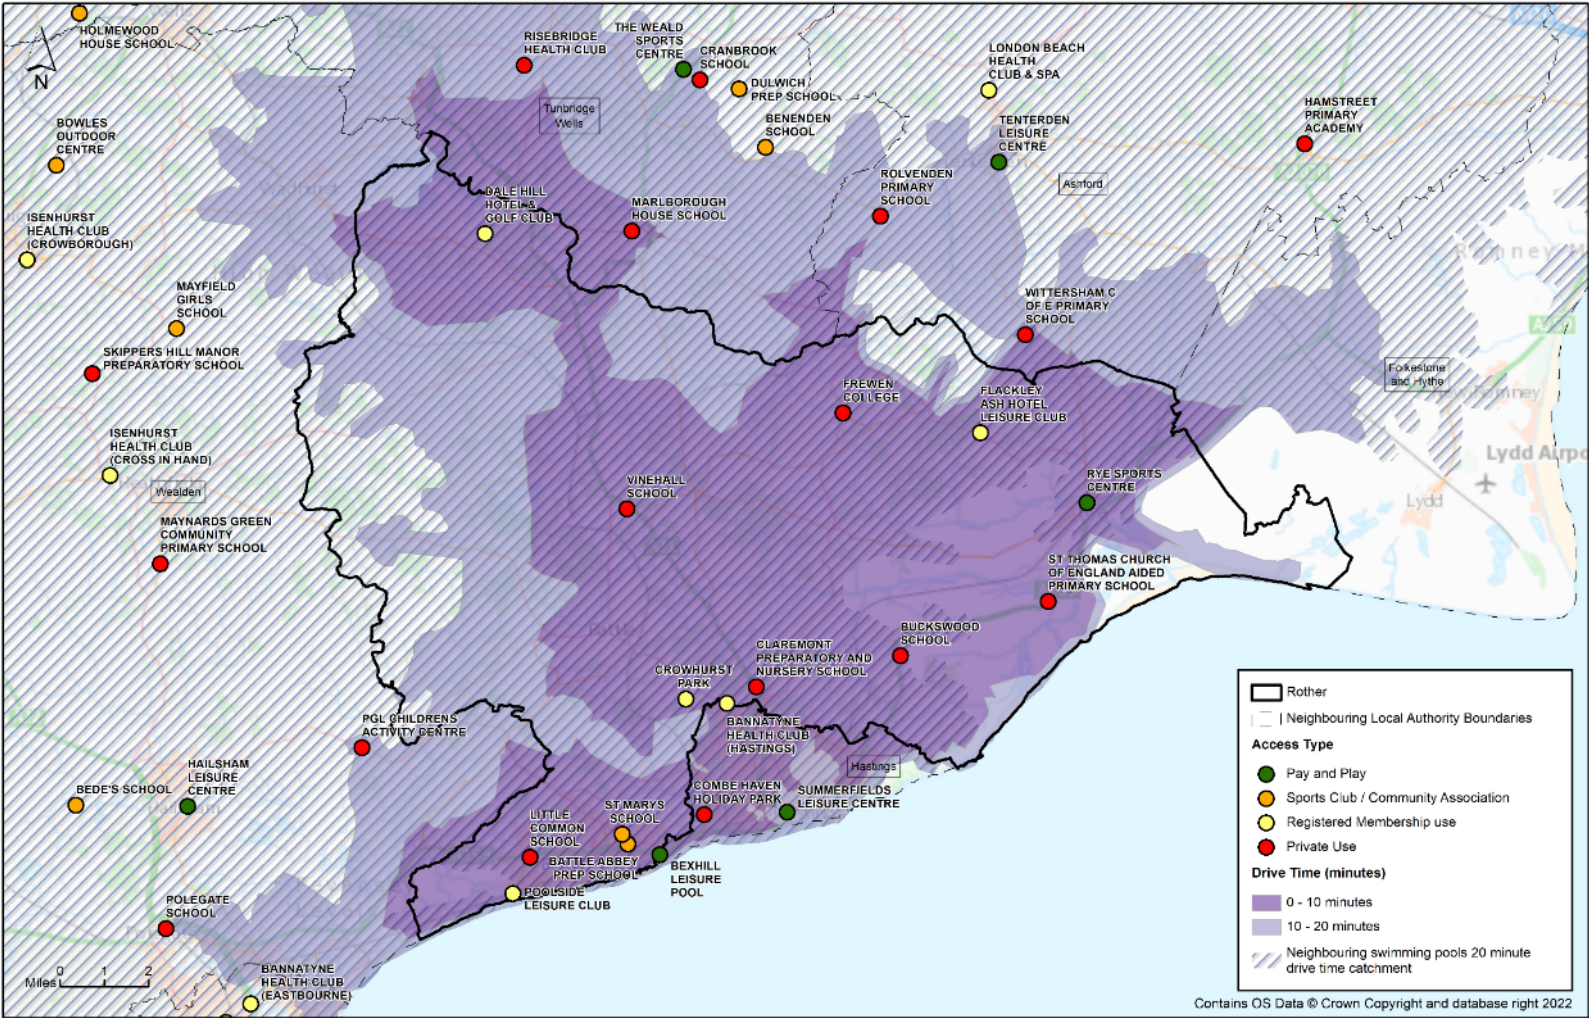 HOLMEWOOD
HOUSE SCHOOL
N
BOWLES
OUTDOOR
CENTRE
ISENHURST
HEALTH CLUB
(CROWBOROUGH)
MAYFIELD
GIRLS
SCHOOL
SKIPPERS HILL MANOR
PREPARATORY SCHOOL
ISENHURST
HEALTH CLUB
(CROSS IN HAND)
Wealden
MAYNARDS GREEN
COMMUNITY
PRIMARY SCHOOL
BEDE'S SCHOOL
HAILSHAM
LEISURE
CENTRE
POLEGATE
SCHOOL
BANNATYNE
HEALTH CLUB
(EASTBOURNE)
Miles
0 1 2
PGL CHILDRENS
ACTIVITY CENTRE
RISEBRIDGE
HEALTH CLUB
THE WEALD
SPORTS
CENTRE
CRANBROOK
SCHOOL
DULWICH
PREP SCHOOL
Tunbridge
Wells
BENENDEN
SCHOOL
DALE HILL
HOTEL &
GOLF CLUB
MARLBOROUGH
HOUSE SCHOOL
ROLVENDEN
PRIMARY
SCHOOL
LONDON BEACH
HEALTH
CLUB & SPA
TENTERDEN
LEISURE
CENTRE
Ashford
HAMSTREET
PRIMARY
ACADEMY
WITTERSHAM C
OF E PRIMARY
SCHOOL
FREWEN
COLLEGE
FLACKLEY
ASH HOTEL
LEISURE CLUB
Folkestone
and Hythe
Lydd Airpo
Lydd
VINEHALL
SCHOOL
RYE SPORTS
CENTRE
ST THOMAS CHURCH
OF ENGLAND AIDED
PRIMARY SCHOOL
BUCKSWOOD
SCHOOL
CLAREMONT
PREPARATORY AND
NURSERY SCHOOL
CROWHURST
PARK
BANNATYNE
HEALTH CLUB
(HASTINGS)
Hastings
COMBE HAVEN
HOLIDAY PARK
SUMMERFIELDS
LEISURE CENTRE
ST MARYS
SCHOOL
LITTLE
COMMON
SCHOOL
BATTLE ABBEY
PREP SCHOOL
BEXHILL
LEISURE
POOL
POOLSIDE
LEISURE CLUB
Rother
Neighbouring Local Authority Boundaries
Access Type
Pay and Play
Sports Club / Community Association
Registered Membership use
Private Use
Drive Time (minutes)
0 - 10 minutes
10 - 20 minutes
Neighbouring swimming pools 20 minute
drive time catchment
Contains OS Data © Crown Copyright and database right 2022